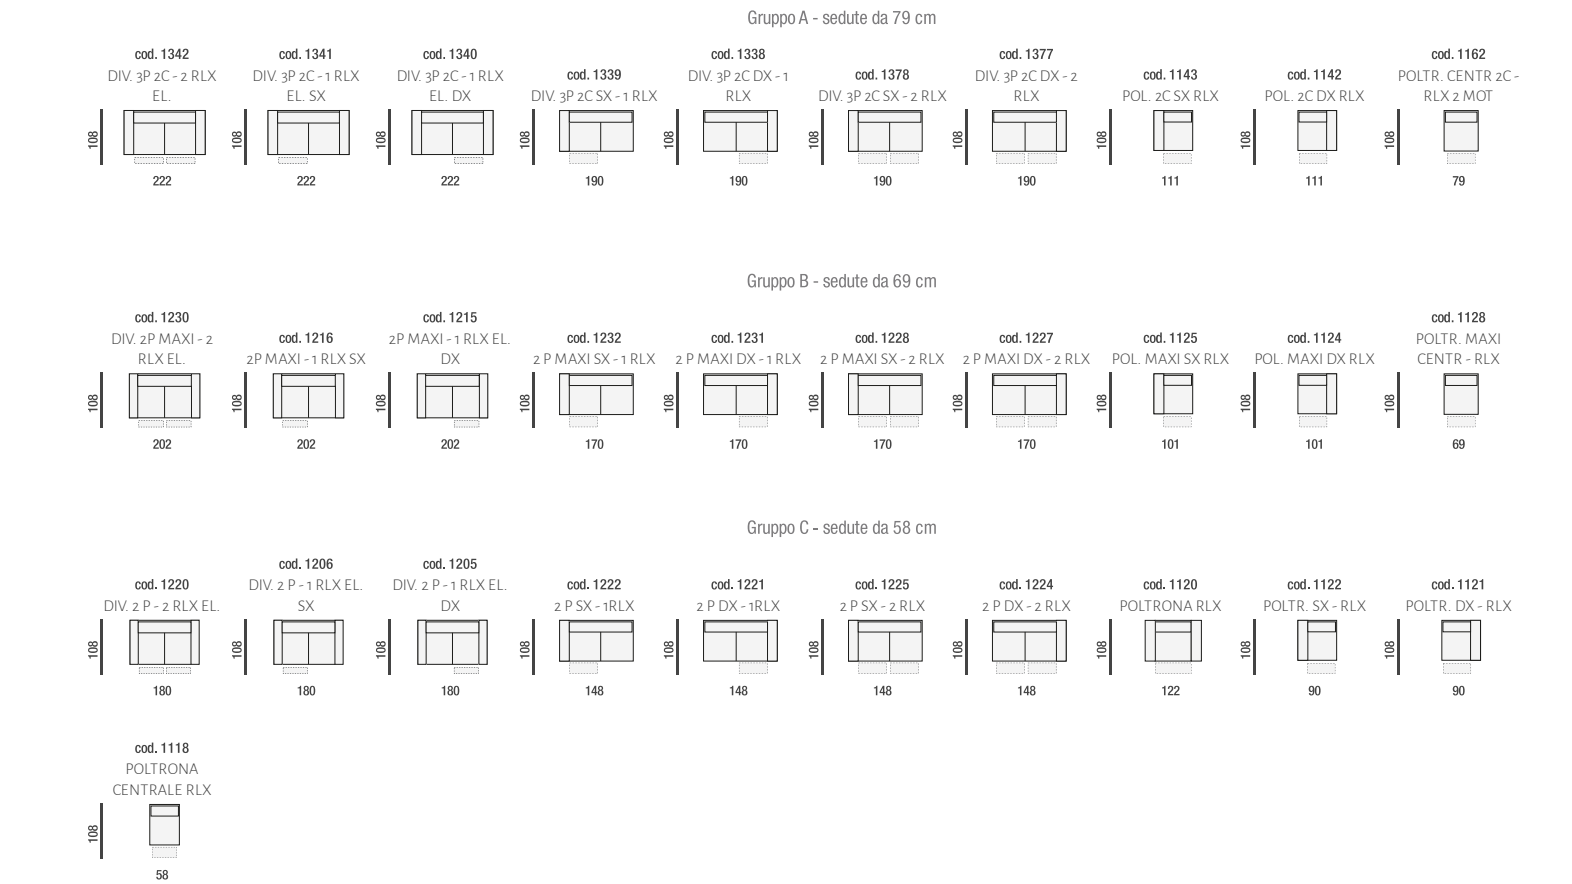 Gruppo A - sedute da 79 cm
cod. 1342
DIV. 3P 2C - 2 RLX
EL.
108
222
cod. 1341
DIV. 3P 2C - 1 RLX
EL. SX
108
222
cod. 1340
DIV. 3P 2C - 1 RLX
EL. DX
108
222
cod. 1339
DIV. 3P 2C SX - 1 RLX
108
190
cod. 1338
DIV. 3P 2C DX - 1
RLX
108
190
cod. 1378
DIV. 3P 2C SX - 2 RLX
108
190
cod. 1377
DIV. 3P 2C DX - 2
RLX
108
190
cod. 1143
POL. 2C SX RLX
108
111
cod. 1142
POL. 2C DX RLX
108
111
cod. 1162
POLTR. CENTR 2C -
RLX 2 MOT
108
79
Gruppo B - sedute da 69 cm
cod. 1230
DIV. 2P MAXI - 2
RLX EL.
108
202
cod. 1216
2P MAXI - 1 RLX SX
108
202
cod. 1215
2P MAXI - 1 RLX EL.
DX
108
202
cod. 1232
2 P MAXI SX - 1 RLX
108
170
cod. 1231
2 P MAXI DX - 1 RLX
108
170
cod. 1228
2 P MAXI SX - 2 RLX
108
170
cod. 1227
2 P MAXI DX - 2 RLX
108
170
cod. 1125
POL. MAXI SX RLX
108
101
cod. 1124
POL. MAXI DX RLX
108
101
cod. 1128
POLTR. MAXI
CENTR - RLX
108
69
Gruppo C - sedute da 58 cm
cod. 1220
DIV. 2 P - 2 RLX EL.
108
180
cod. 1206
DIV. 2 P - 1 RLX EL.
SX
108
180
cod. 1205
DIV. 2 P - 1 RLX EL.
DX
108
180
cod. 1222
2 P SX - 1RLX
108
148
cod. 1221
2 P DX - 1RLX
108
148
cod. 1225
2 P SX - 2 RLX
108
148
cod. 1224
2 P DX - 2 RLX
108
148
cod. 1120
POLTRONA RLX
108
122
cod. 1122
POLTR. SX - RLX
108
90
cod. 1121
POLTR. DX - RLX
108
90
cod. 1118
POLTRONA
CENTRALE RLX
108
58